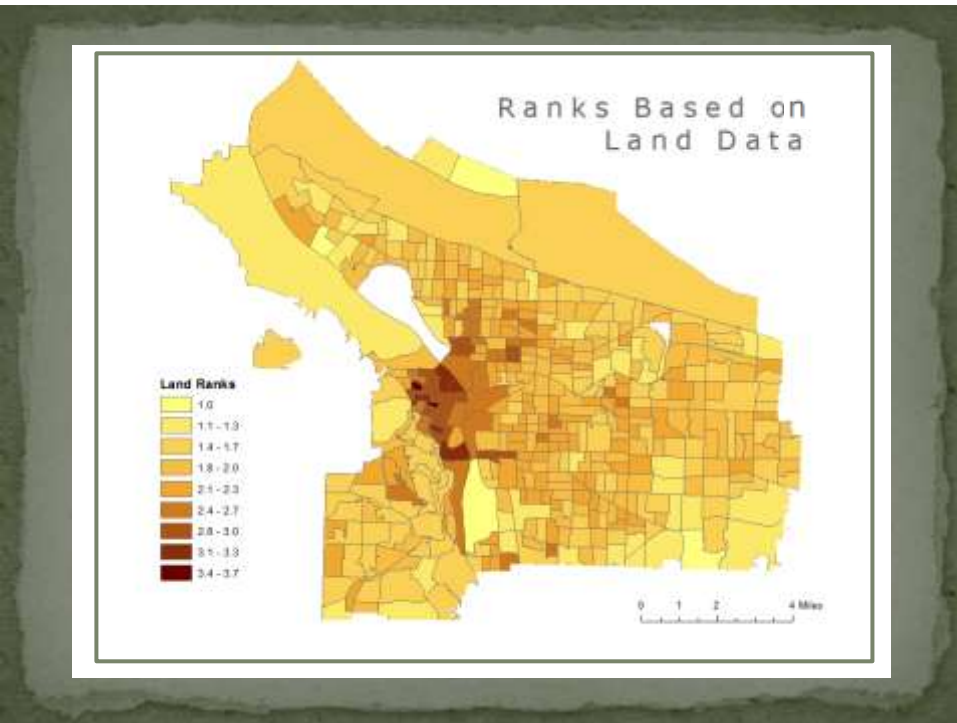 Ranks Based on
Land Data
Land Ranks
1.0
1.1 - 1.3
1.4 - 1.7
1.8 - 2.0
2.1 - 2.3
2.4 - 2.7
2.8 - 3.0
3.1 - 3.3
3.4 - 3.7
0 1 2 4 Miles